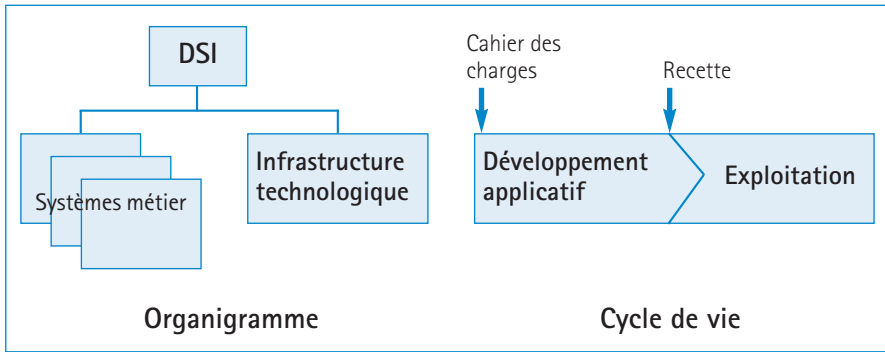 DSI
Systèmes métier
Infrastructure
technologique
Organigramme
Cahier des
charges
Recette
Développement
applicatif
Exploitation
Cycle de vie